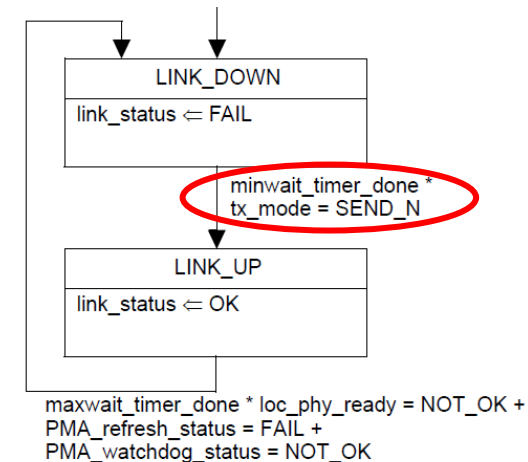 LINK_DOWN
link_status ⇐ FAIL
minwait_timer_done *
tx_mode = SEND_N
LINK_UP
link_status ⇐ OK
maxwait_timer_done * loc_phy_ready = NOT_OK +
PMA_refresh_status = FAIL +
PMA_watchdog_status = NOT_OK